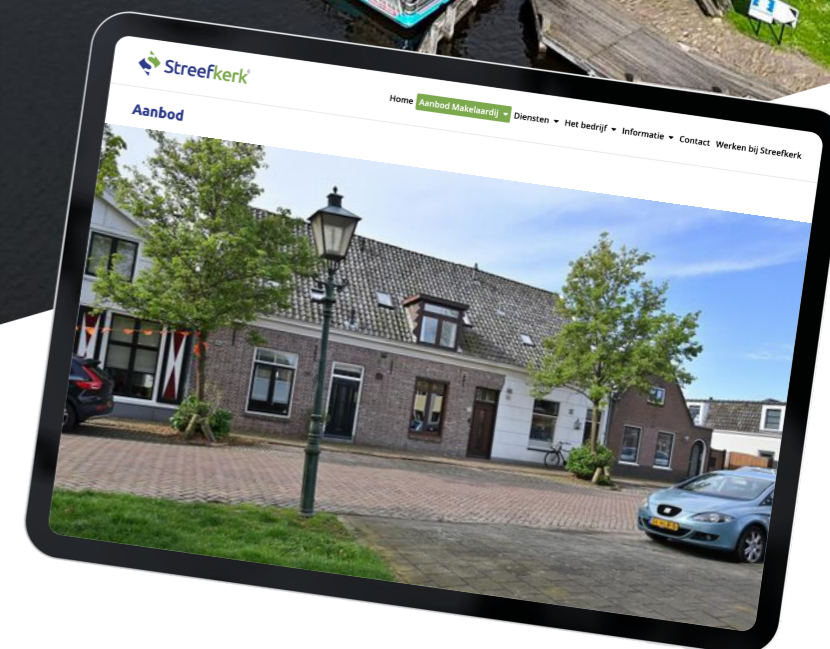 Streefkerk
Home Aanbod Makelaardij Diensten Het bedrijf Informatie Contact Werken bij Streefkerk
Aanbod